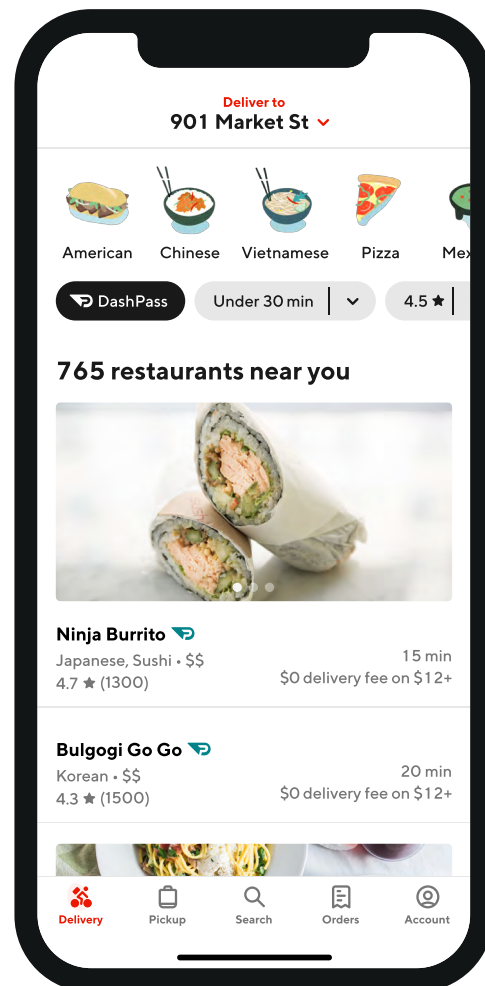 Deliver to
901 Market St
American Chinese Vietnamese Pizza Mex
DashPass Under 30 min 4.5 ★
765 restaurants near you
Ninja Burrito
Japanese, Sushi • $$ 15 min
4.7 ★ (1300) $0 delivery fee on $12+
Bulgogi Go Go
Korean • $$ 20 min
4.3 ★ (1500) $0 delivery fee on $12+
Delivery Pickup Search Orders Account